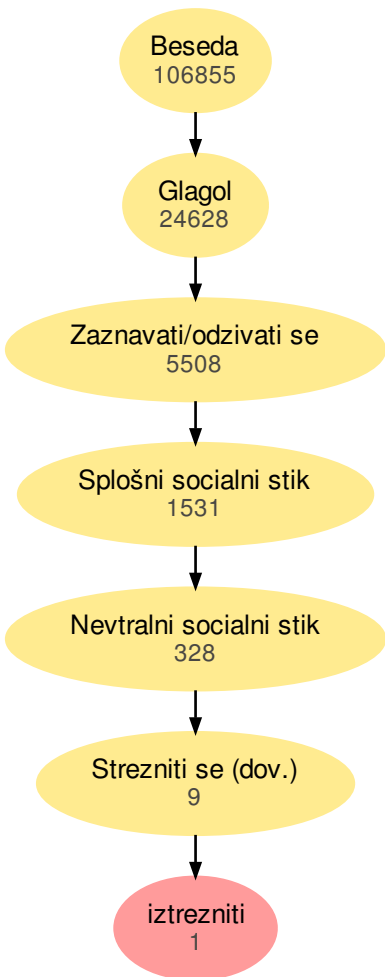 Beseda
106855
Glagol
24628
Zaznavati/odzivati se
5508
Splošni socialni stik
1531
Nevtralni socialni stik
328
Strezniti se (dov.)
9
iztrezniti
1